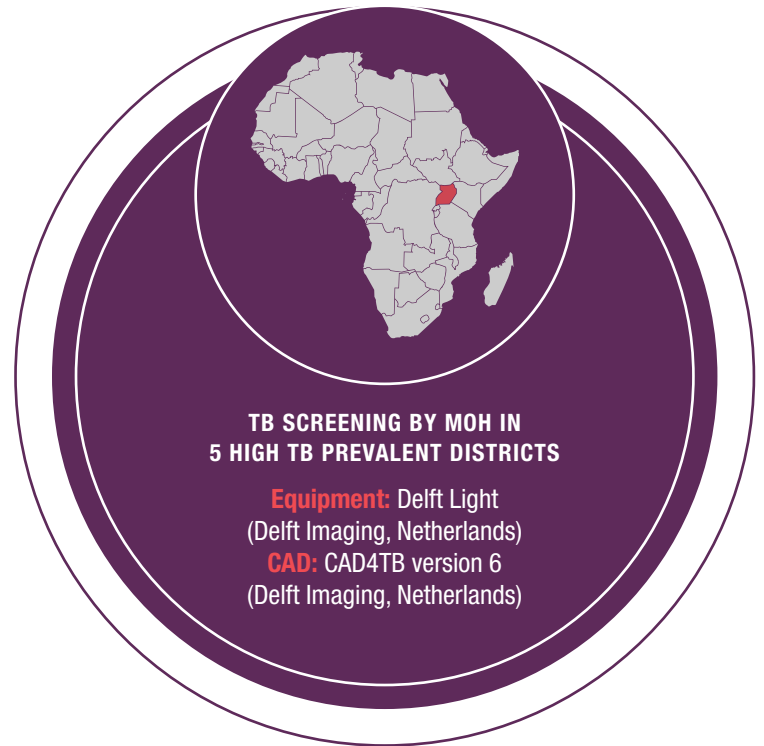 TB SCREENING BY MOH IN
5 HIGH TB PREVALENT DISTRICTS
Equipment: Delft Light
(Delft Imaging, Netherlands)
CAD: CAD4TB version 6
(Delft Imaging, Netherlands)